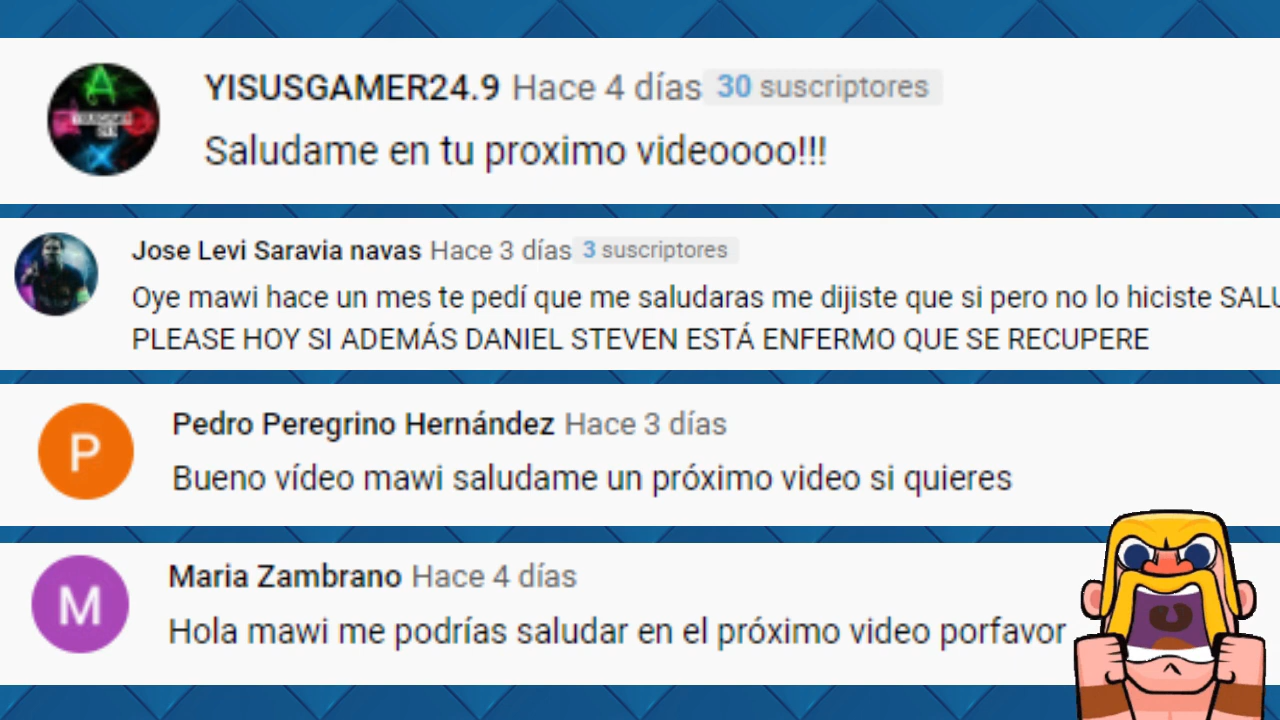 YISUSGAMER24.9 Hace 4 días 30 suscriptores
Saludame en tu proximo videoooo!!!
Jose Levi Saravia navas Hace 3 días 3 suscriptores
Oye mawi hace un mes te pedí que me saludaras me dijiste que si pero no lo hiciste
PLEASE HOY SI ADEMÁS DANIEL STEVEN ESTÁ ENFERMO QUE SE RECUPERE
P
Pedro Peregrino Hernández Hace 3 días
Bueno vídeo mawi saludame un próximo video si quieres
M
Maria Zambrano Hace 4 días
Hola mawi me podrías saludar en el próximo video porfavor